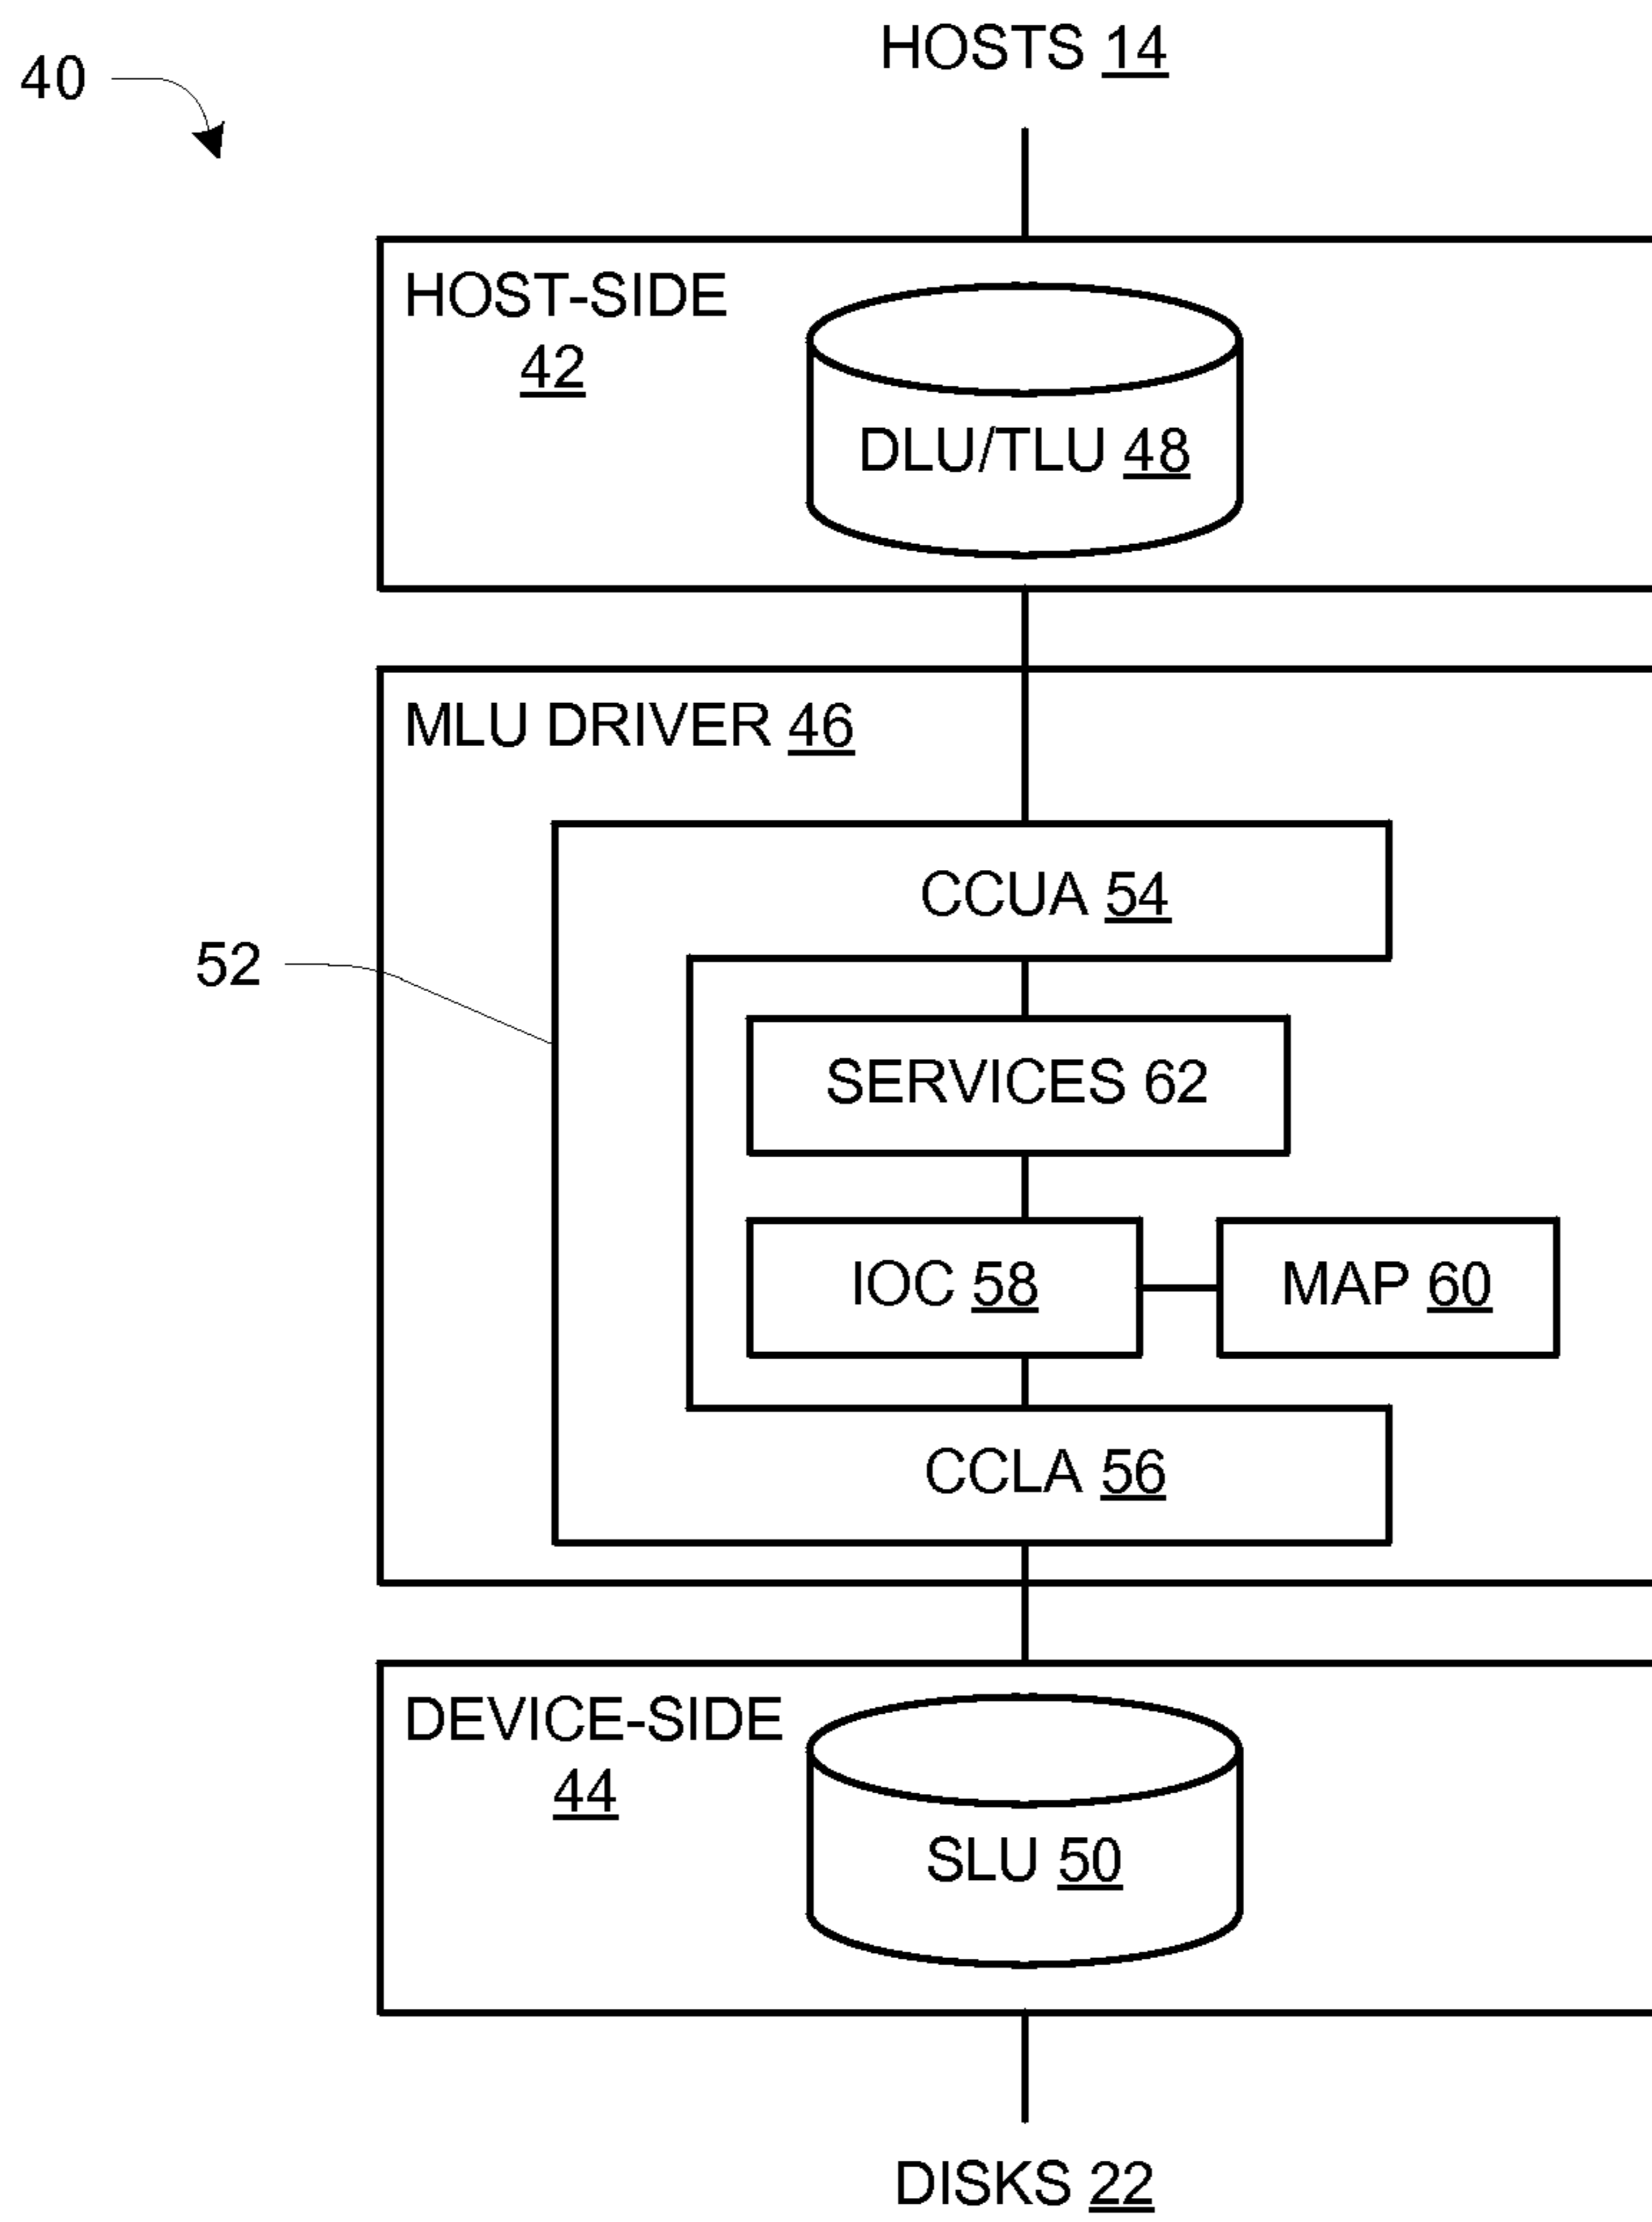 HOSTS 14
40
HOST-SIDE
42
DLU/TLU 48
MLU DRIVER 46
CCUA 54
52
SERVICES 62
IOC 58
MAP 60
CCLA 56
DEVICE-SIDE
44
SLU 50
DISKS 22